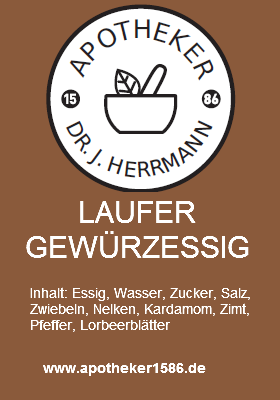 APOTHEKER
15 86
DR. J. HERRMANN
LAUFER
GEWÜRZESSIG
Inhalt: Essig, Wasser, Zucker, Salz,
Zwiebeln, Nelken, Kardamom, Zimt,
Pfeffer, Lorbeerblätter
www.apotheker1586.de